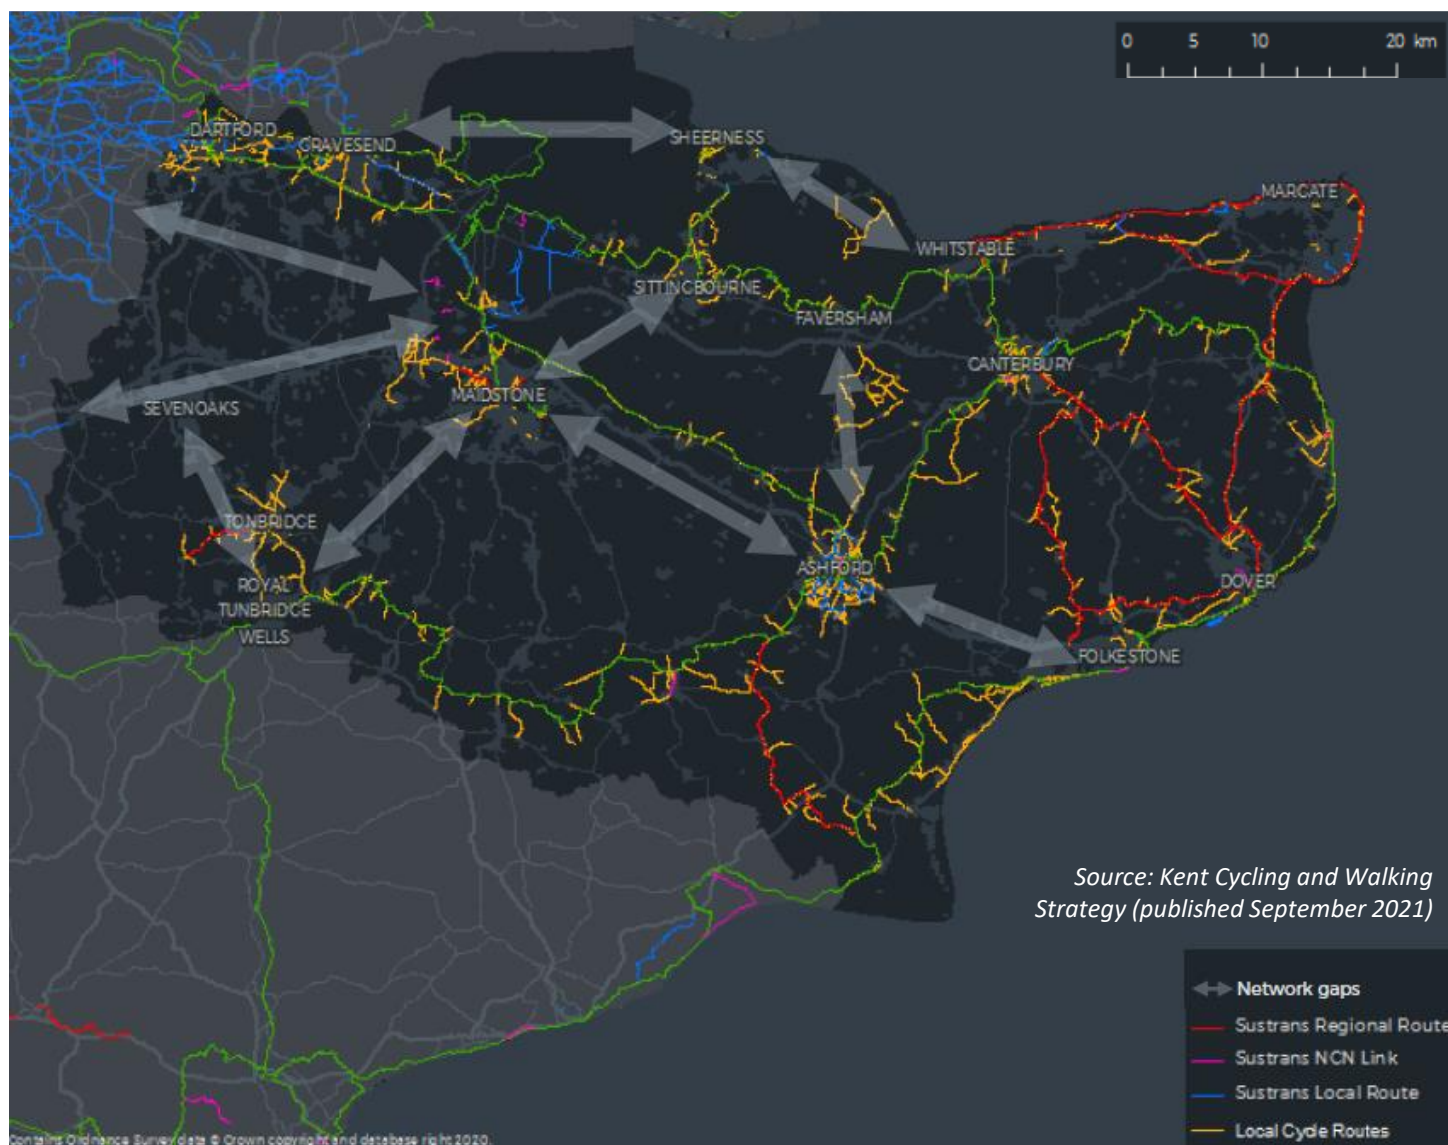 0 5 10 20 km
DARTFORD
GRAVESEND
SHEERNESS
MARGATE
WHITSTABLE
SITTINGBOURNE
FAVERSHAM
CANTERBURY
MAIDSTONE
SEVENOAKS
TONBRIDGE
ASHFORD
DOVER
ROYAL
TUNBRIDGE
WELLS
FOLKESTONE
Source: Kent Cycling and Walking
Strategy (published September 2021)
Network gaps
Sustrans Regional Route
Sustrans NCN Link
Sustrans Local Route
Local Cycle Routes
Contains Ordnance Survey data © Crown copyright and database right 2020.